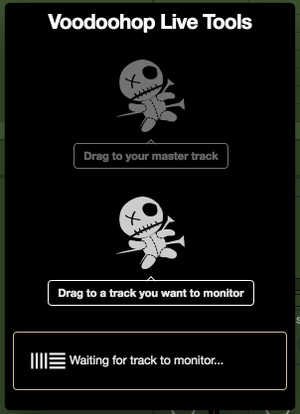 Voodoohop Live Tools
Drag to your master track
Drag to a track you want to monitor
Waiting for track to monitor...